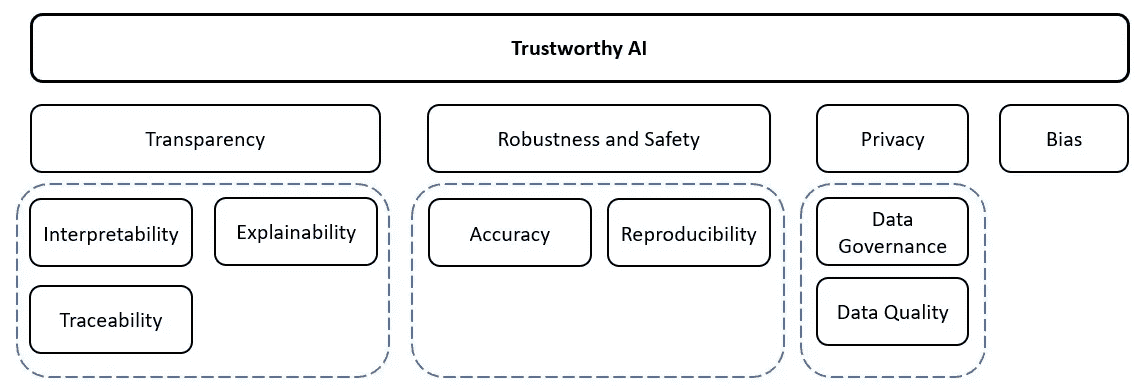 Trustworthy AI
Transparency
Robustness and Safety
Privacy
Bias
Interpretability
Explainability
Traceability
Accuracy
Reproducibility
Data
Governance
Data Quality